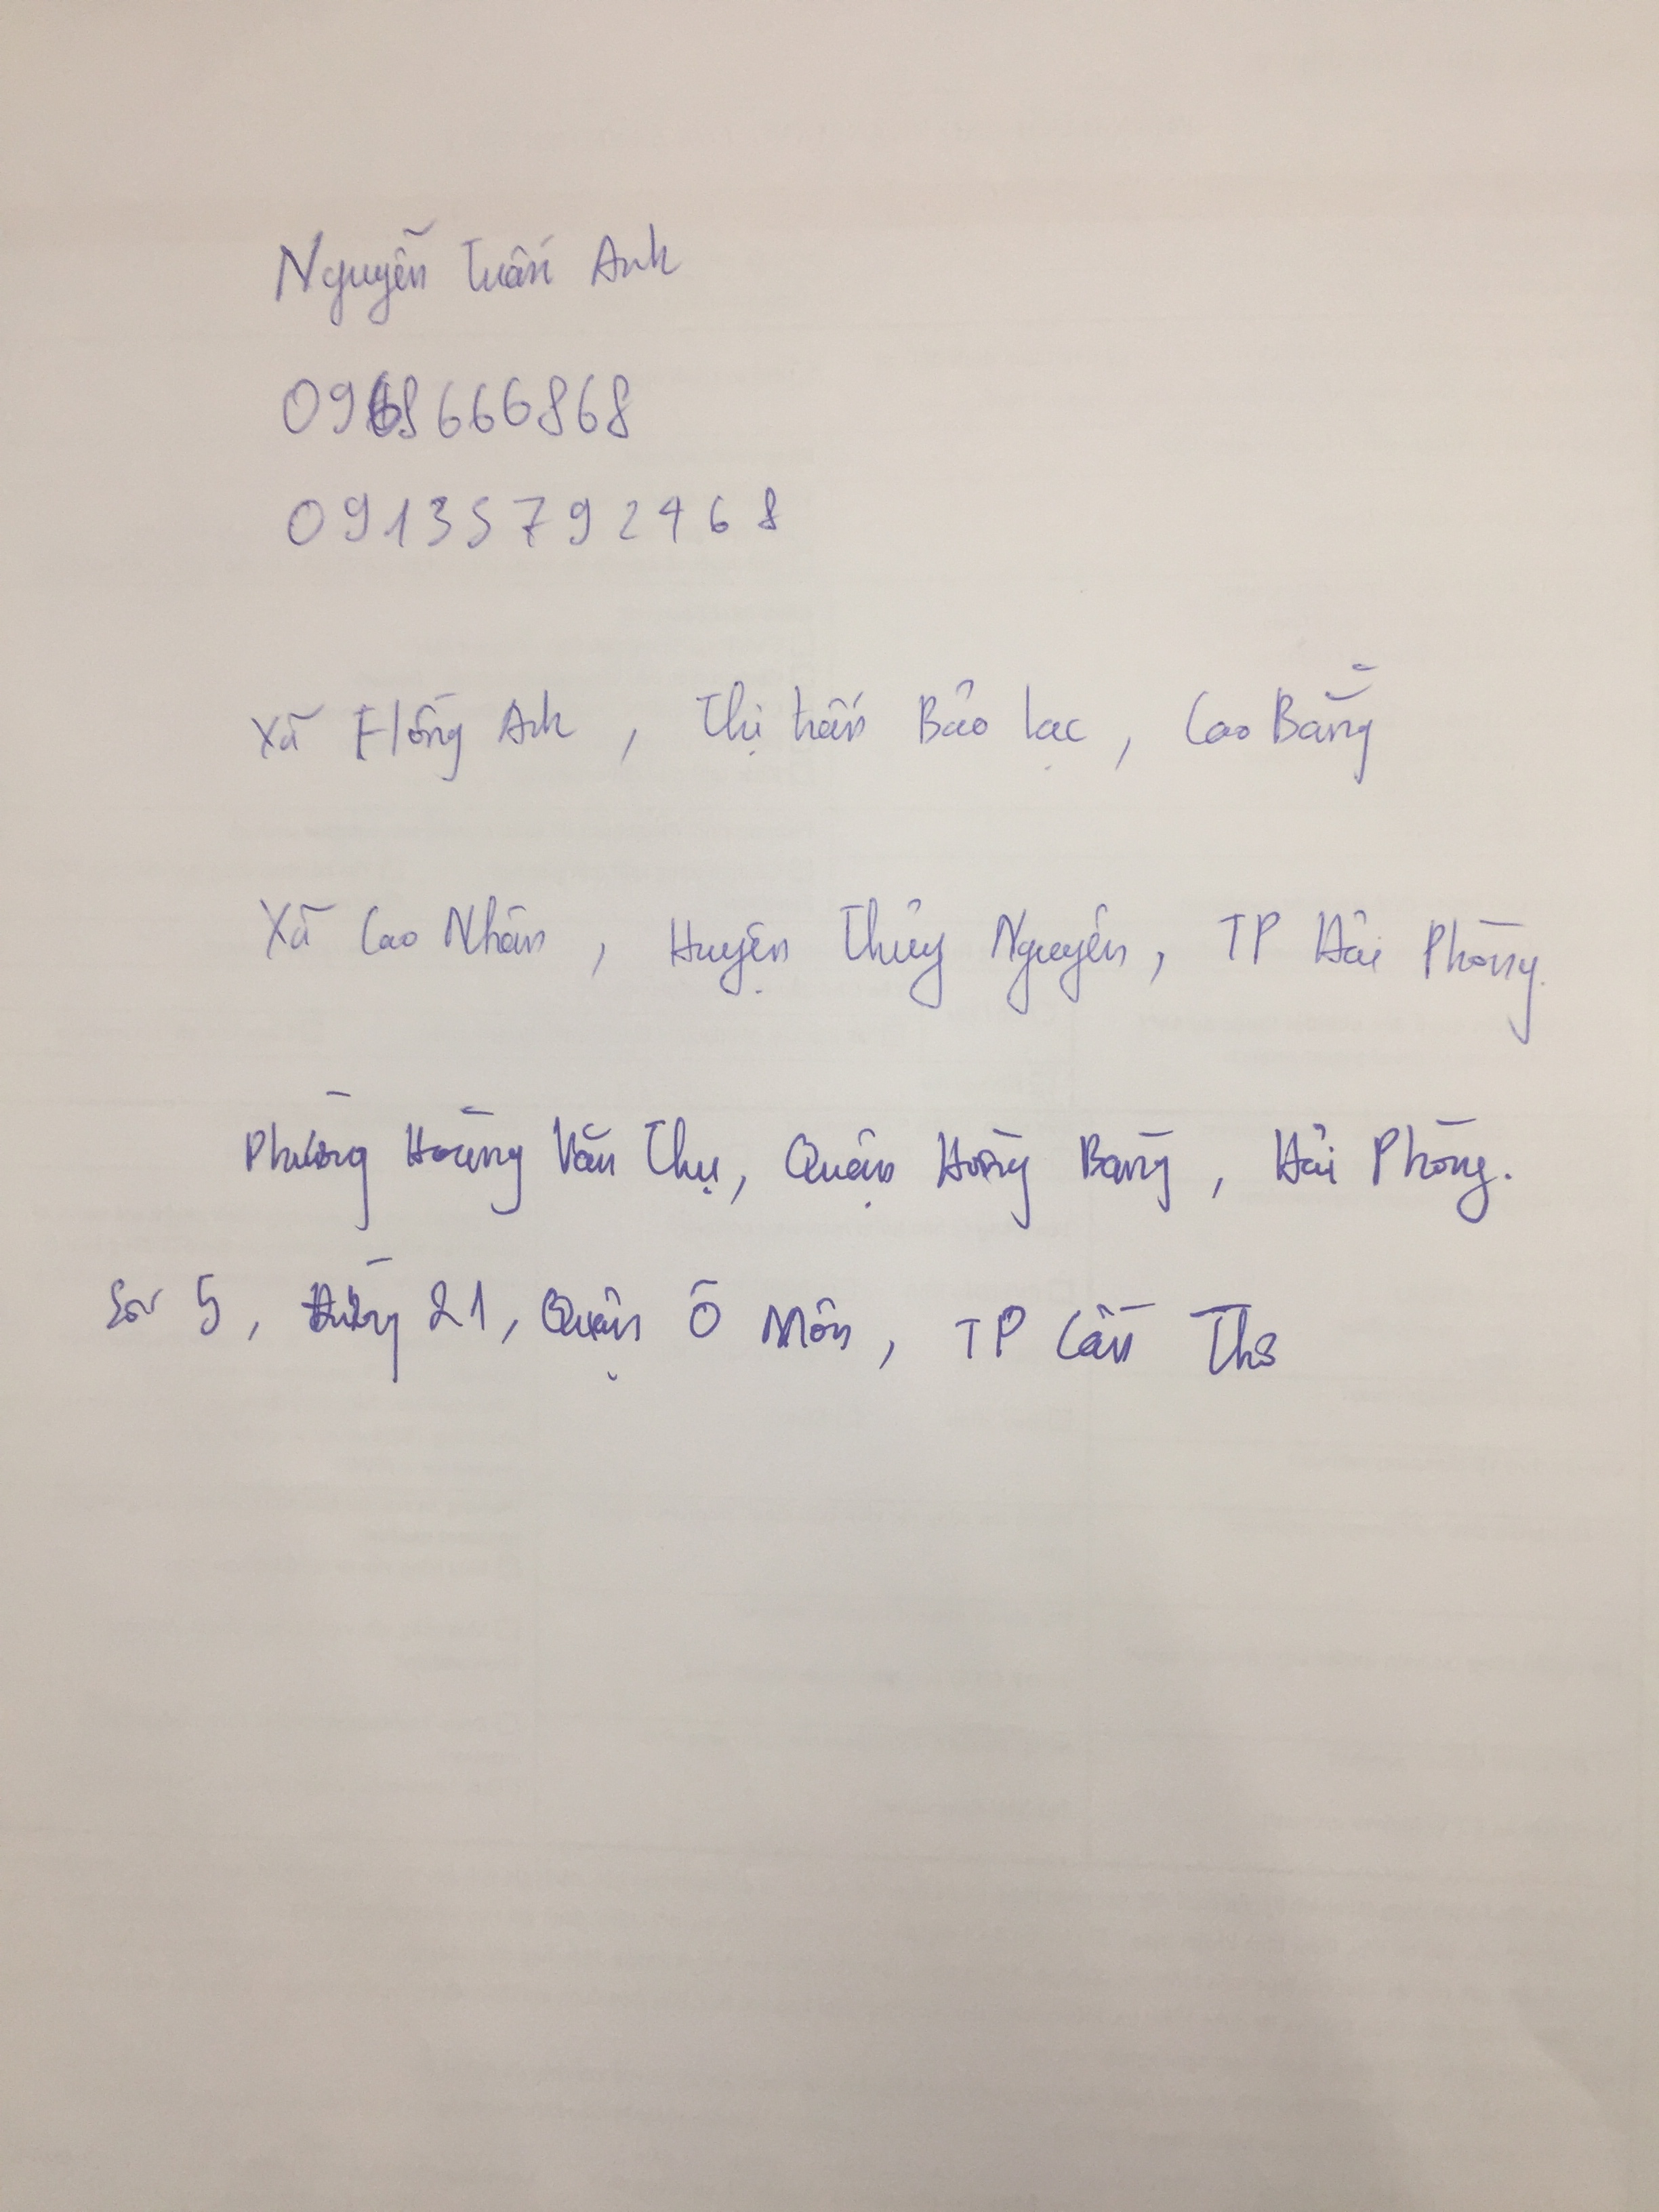 Nguyễn Tuấn Anh
0968666868
09135792468
Xã Hồng Anh, Thị trấn Bảo Lạc, Cao Bằng
Xã Cao Nhân, Huyện Thủy Nguyên, TP Hải Phòng.
Phường Hoàng Văn Thụ, Quận Hồng Bàng, Hải Phòng.
Số 5, Đường 21, Quận Ô Môn, TP Cần Thơ